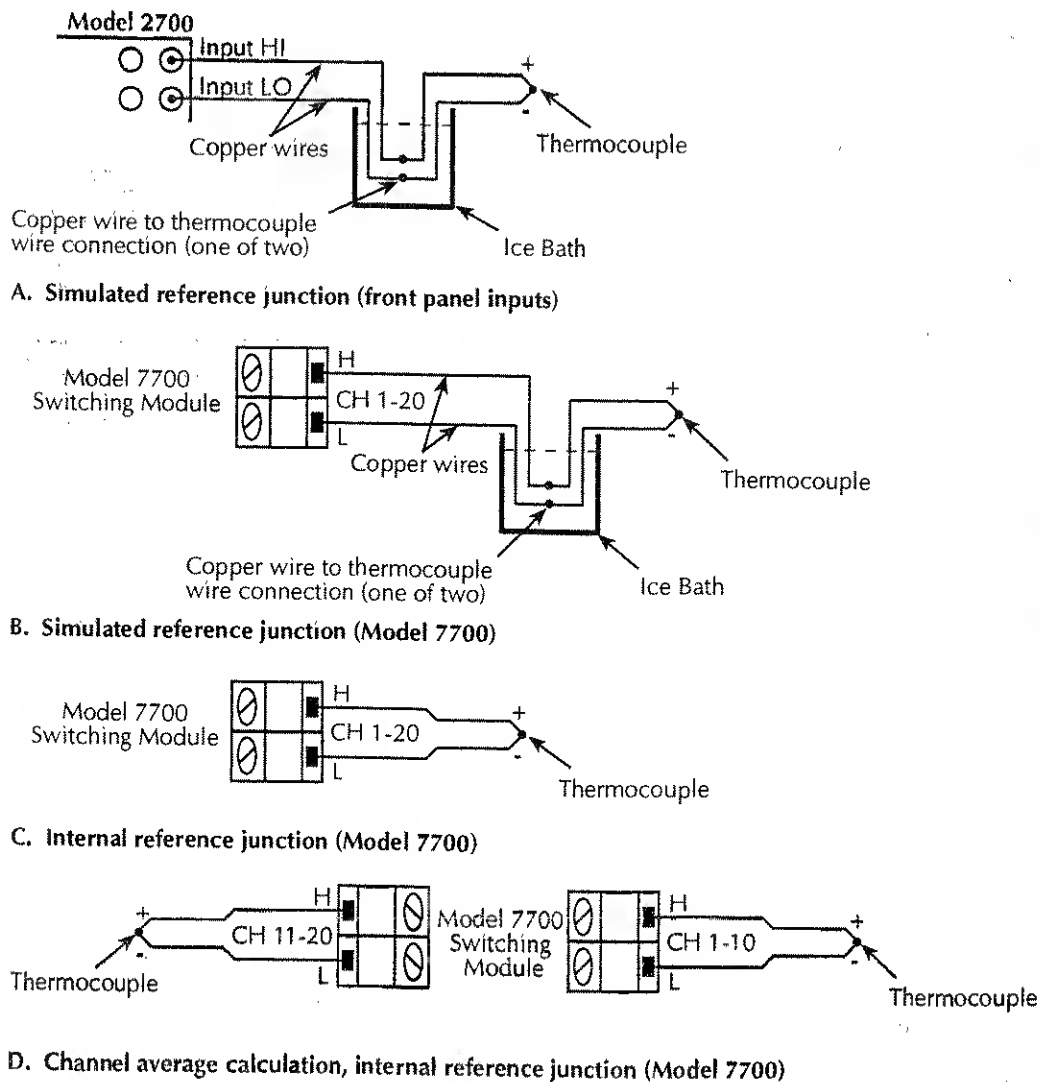 Model 2700
Input HI
Input LO
+
-
Copper wires
Thermocouple
Copper wire to thermocouple
wire connection (one of two)
Ice Bath
A. Simulated reference junction (front panel inputs)
Model 7700
Switching Module
H
CH 1-20
L
+
-
Copper wires
Thermocouple
Copper wire to thermocouple
wire connection (one of two)
Ice Bath
B. Simulated reference junction (Model 7700)
Model 7700
Switching Module
H
CH 1-20
L
+
-
Thermocouple
C. Internal reference junction (Model 7700)
+
-
Thermocouple
H
CH 11-20
L
Model 7700
Switching
Module
H
CH 1-10
L
+
-
Thermocouple
D. Channel average calculation, internal reference junction (Model 7700)